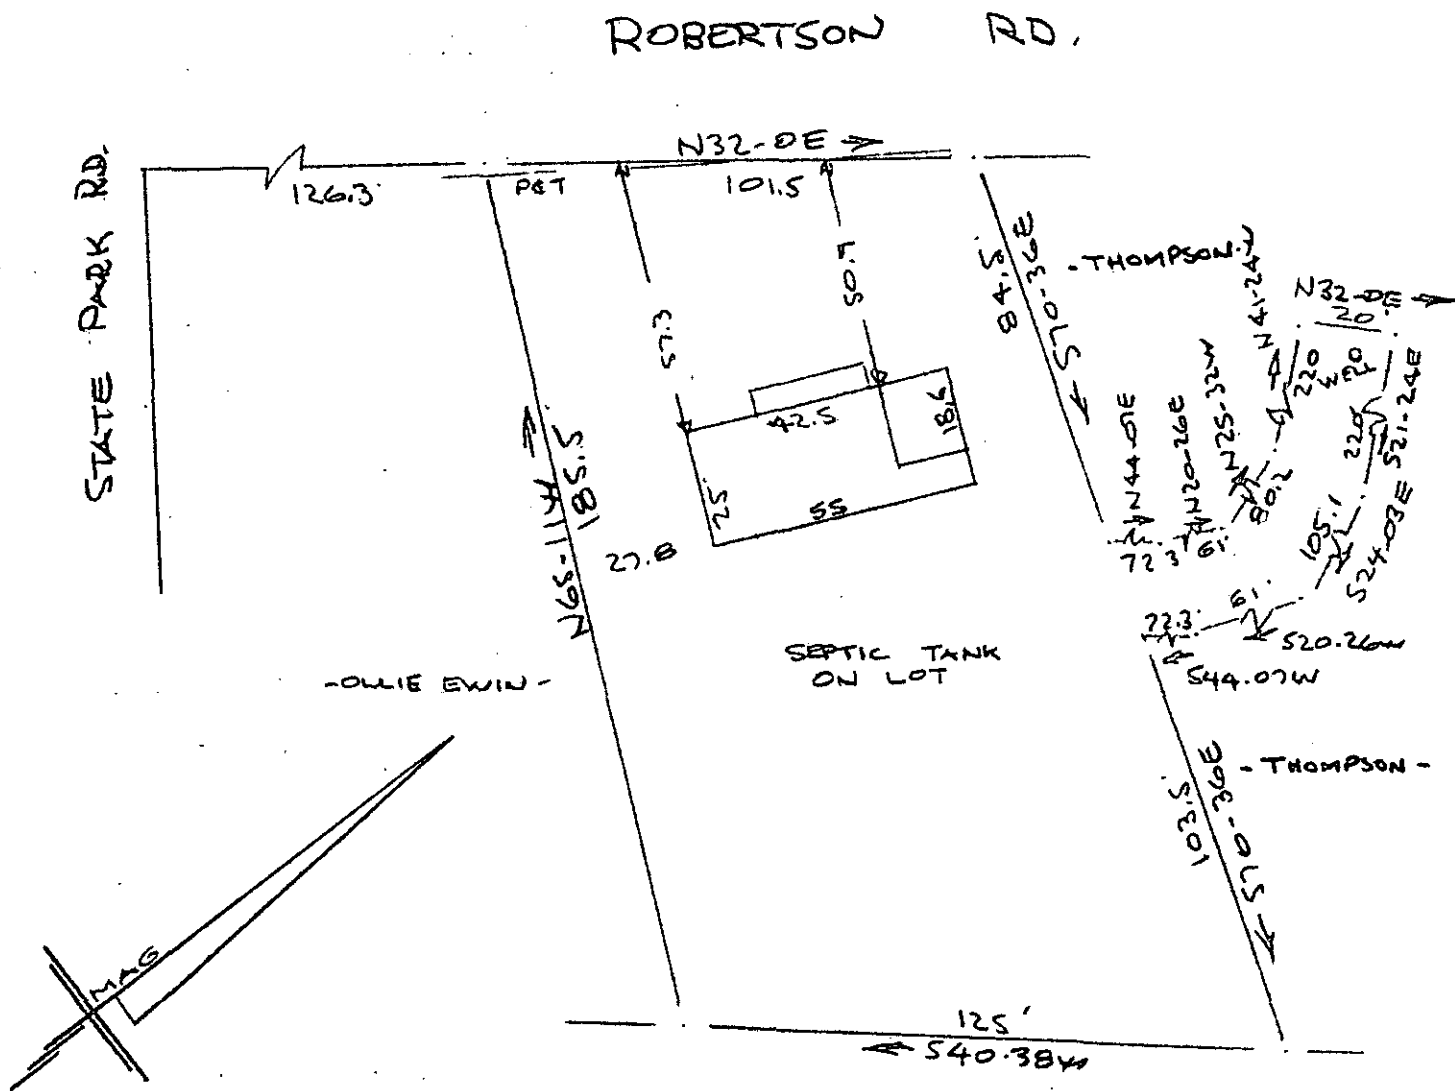 ROBERTSON RD.
STATE PARK RD.
N32-0E
126.3
P&T
101.5
84.5'
S70-36E
- THOMPSON -
57.3
50.7
42.5
18.6
25
55
27.8
185.5
N69-11W
N44-07E
N20-26E
N25-32W
N41-24W
N32-0E
20
220
WELL
220
S21-24E
72.3
61
80.2
105.1
S24-03E
72.3
61
S20-26W
S44-07W
SEPTIC TANK
ON LOT
-OLLIE EWIN-
103.5'
S70-36E
- THOMPSON -
MAG
125'
S40-38W